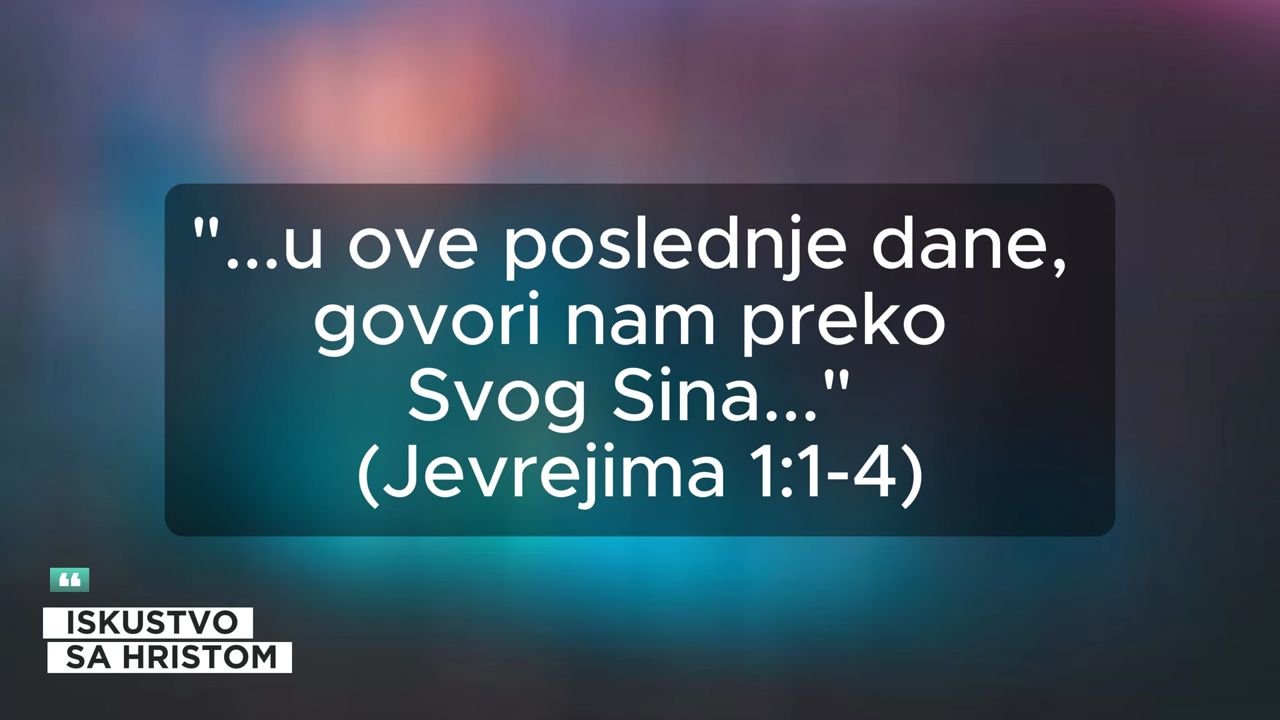 "...u ove poslednje dane,
govori nam preko
Svog Sina..."
(Jevrejima 1:1-4)
❝
ISKUSTVO
SA HRISTOM